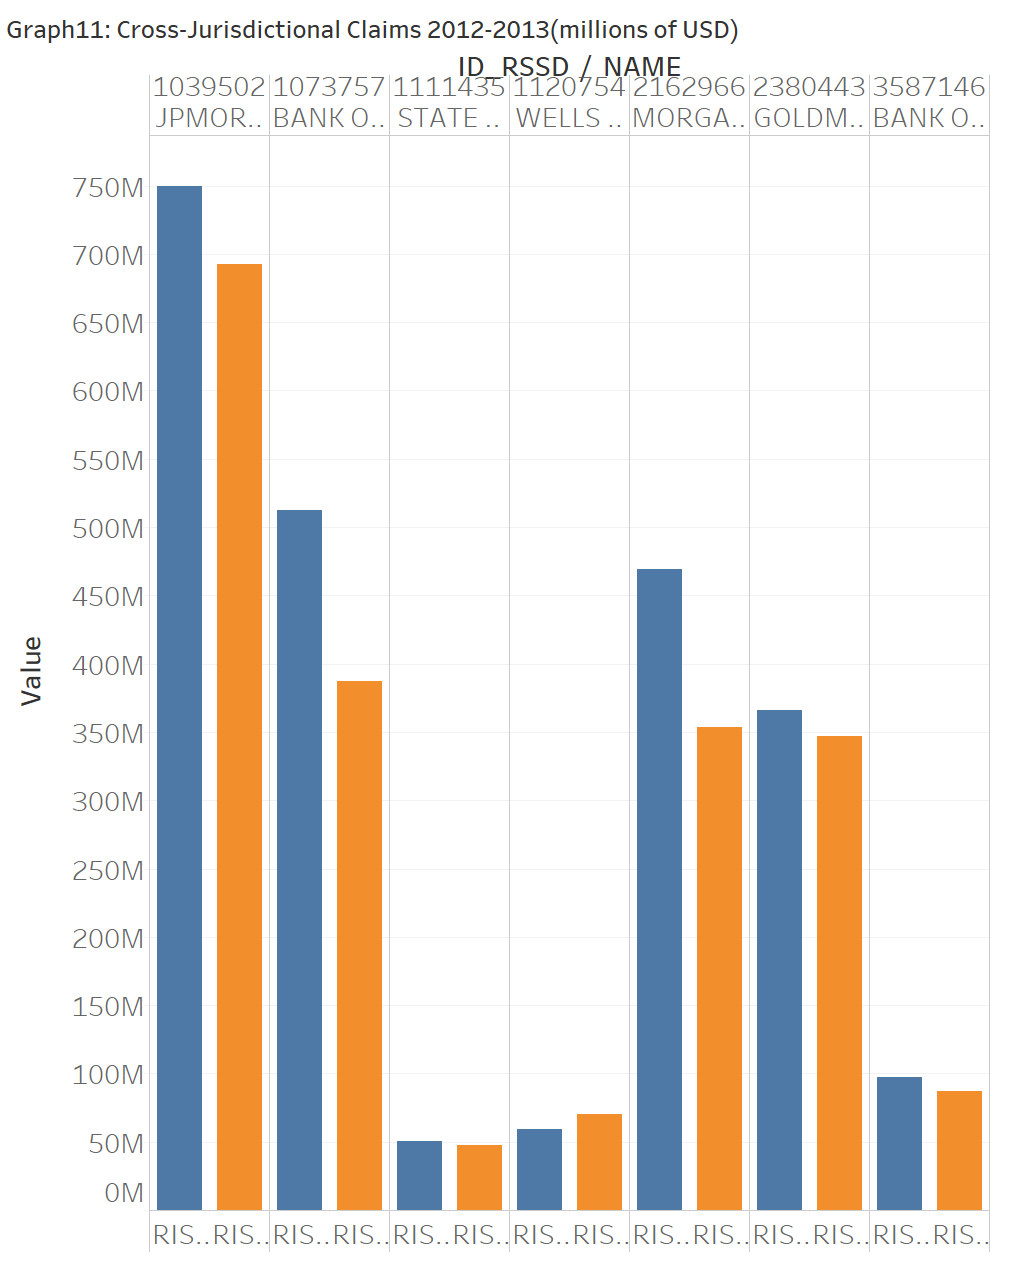 Graph11: Cross-Jurisdictional Claims 2012-2013(millions of USD)
ID_RSSD / NAME
1039502 1073757 1111435 1120754 2162966 2380443 3587146
JPMOR.. BANK O.. STATE .. WELLS .. MORGA.. GOLDM.. BANK O..
750M
700M
650M
600M
550M
500M
450M
400M
350M
300M
250M
200M
150M
100M
50M
0M
Value
RIS.. RIS.. RIS.. RIS.. RIS.. RIS.. RIS.. RIS.. RIS.. RIS.. RIS.. RIS.. RIS.. RIS..